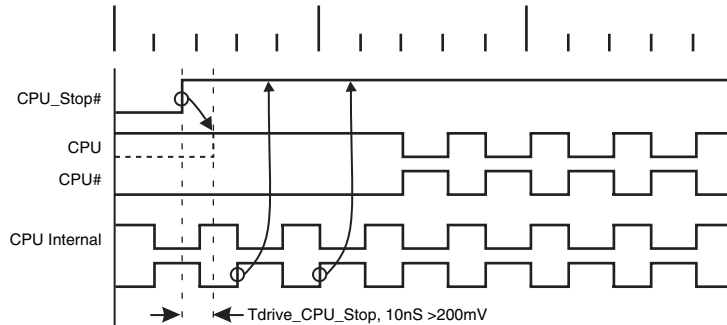 CPU_Stop#
CPU
CPU#
CPU Internal
Tdrive_CPU_Stop, 10nS >200mV